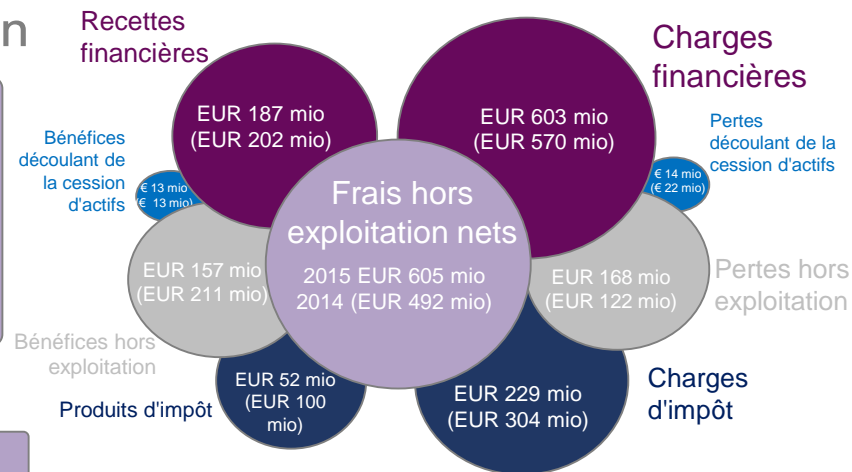 n
Recettes
financières
Charges
financières
EUR 187 mio
(EUR 202 mio)
EUR 603 mio
(EUR 570 mio)
Bénéfices
découlant de
la cession
d'actifs
€ 13 mio
(€ 13 mio)
Pertes
découlant de la
cession d'actifs
€ 14 mio
(€ 22 mio)
Frais hors
exploitation nets
2015 EUR 605 mio
2014 (EUR 492 mio)
EUR 157 mio
(EUR 211 mio)
EUR 168 mio
(EUR 122 mio)
Pertes hors
exploitation
Bénéfices hors
exploitation
EUR 52 mio
(EUR 100
mio)
Produits d'impôt
EUR 229 mio
(EUR 304 mio)
Charges
d'impôt